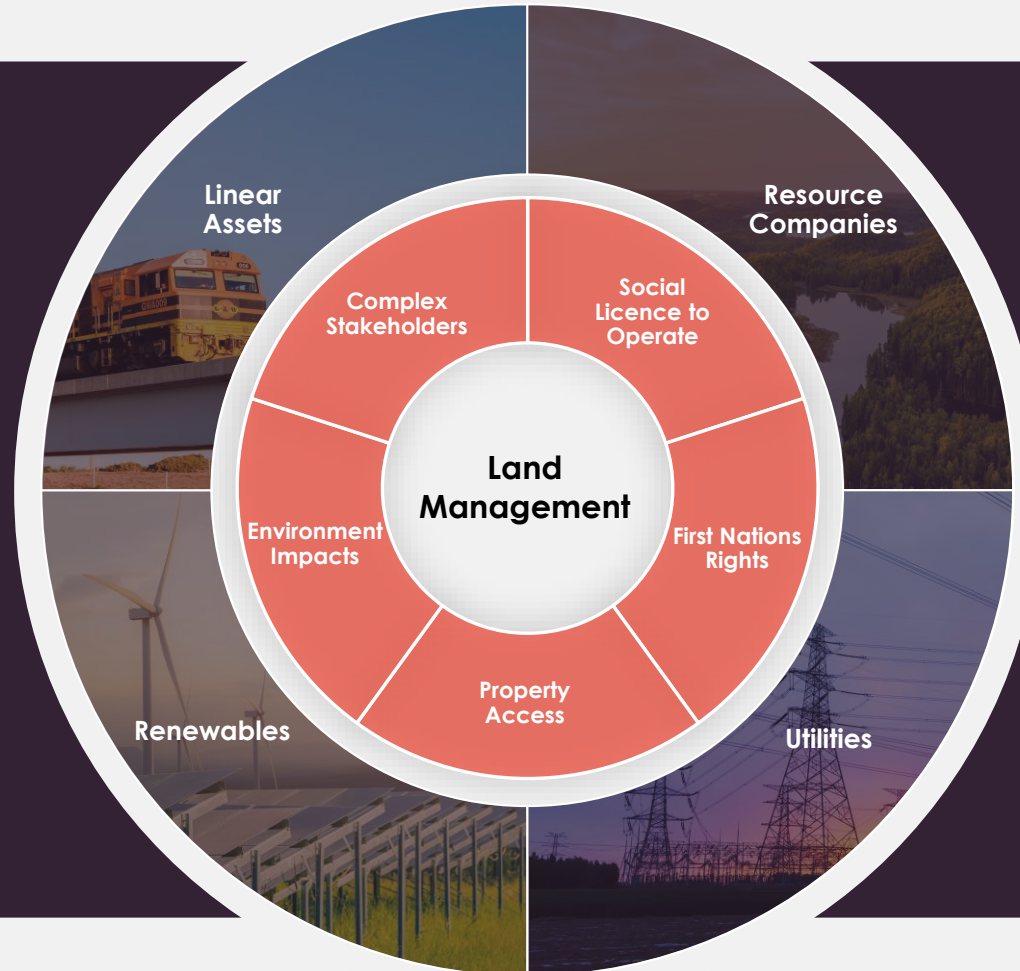 Linear
Assets
Resource
Companies
Complex
Stakeholders
Social
Licence to
Operate
Land
Management
Environment
Impacts
First Nations
Rights
Property
Access
Renewables
Utilities